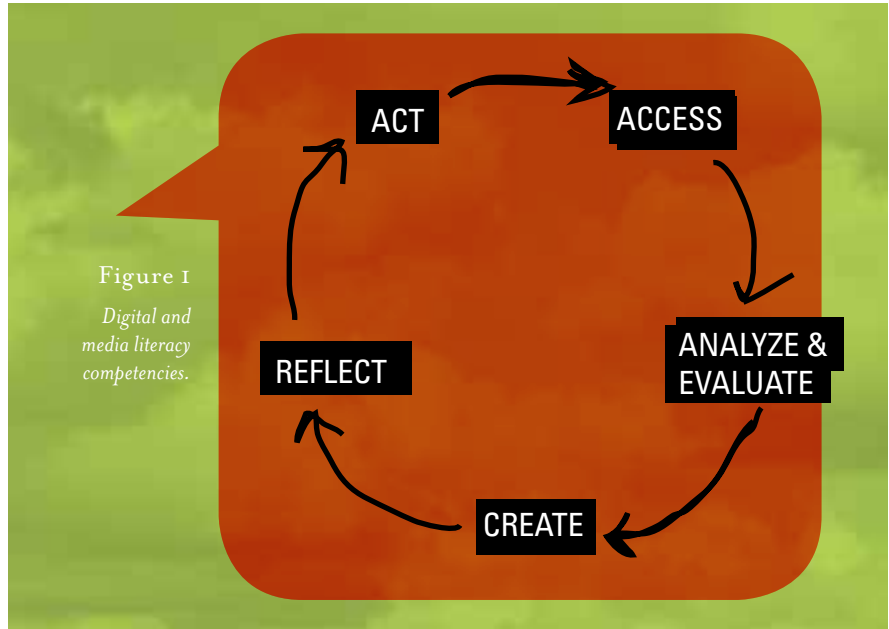 ACT
ACCESS
ANALYZE &
EVALUATE
CREATE
REFLECT
Figure 1
Digital and
media literacy
competencies.